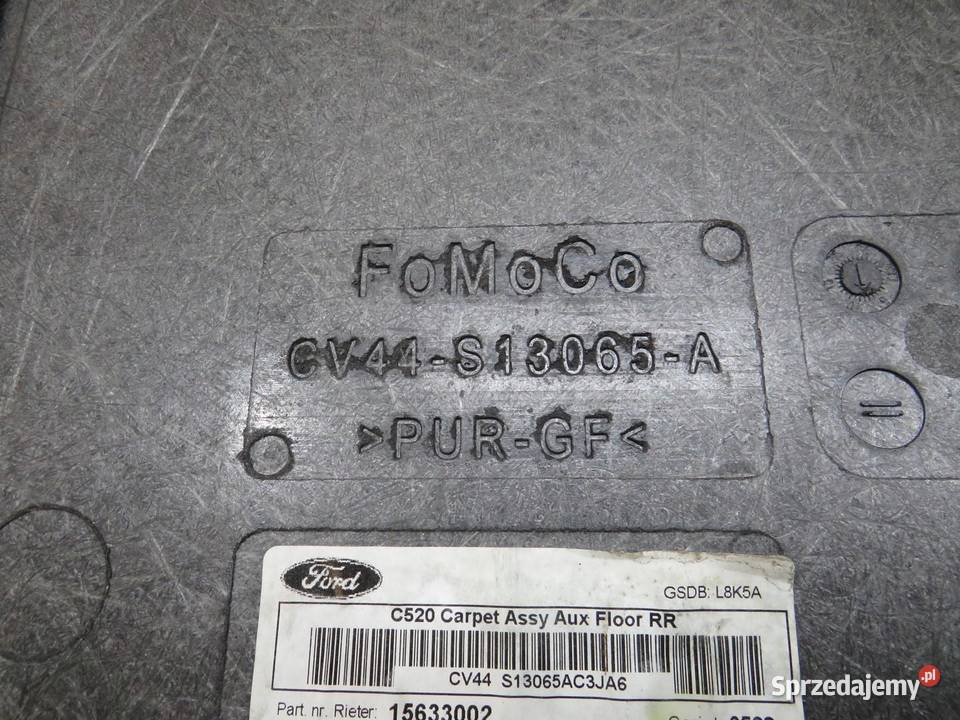 FoMoCo
CV44-S13065-A
>PUR-GF<
Ford
GSDB: L8K5A
C520 Carpet Assy Aux Floor RR
CV44 S13065AC3JA6
Part. nr. Rieter: 15633002
Sprzedajemy.pl